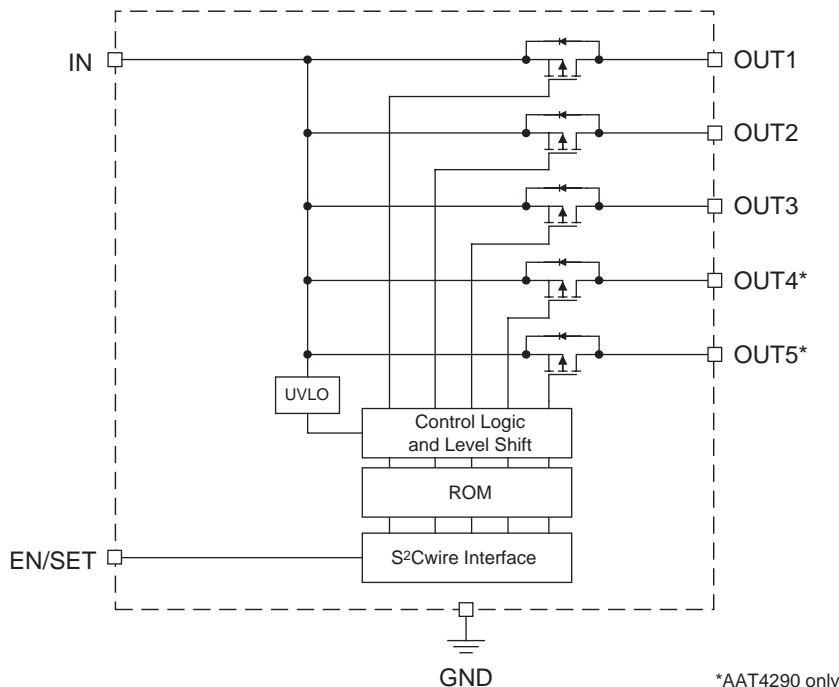 IN
OUT1
OUT2
OUT3
OUT4*
OUT5*
UVLO
Control Logic
and Level Shift
ROM
EN/SET
S²Cwire Interface
GND
*AAT4290 only